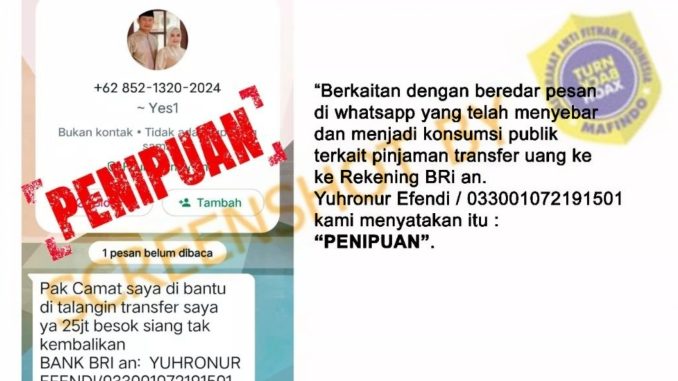 +62 852-1320-2024
~ Yes1
Bukan kontak • Tidak ada
PENIPUAN
Tambah
1 pesan belum dibaca
Pak Camat saya di bantu
di talangin transfer saya
ya 25jt besok siang tak
kembalikan
BANK BRI an: YUHRONUR
EFENDI/033001072191501
SCREENSHOT BY
"Berkaitan dengan beredar pesan
di whatsapp yang telah menyebar
dan menjadi konsumsi publik
terkait pinjaman transfer uang ke
ke Rekening BRi an.
Yuhronur Efendi / 033001072191501
kami menyatakan itu :
"PENIPUAN".
MASYARAKAT ANTI FITNAH INDONESIA
TURN
BACK
HOAX
MAFINDO